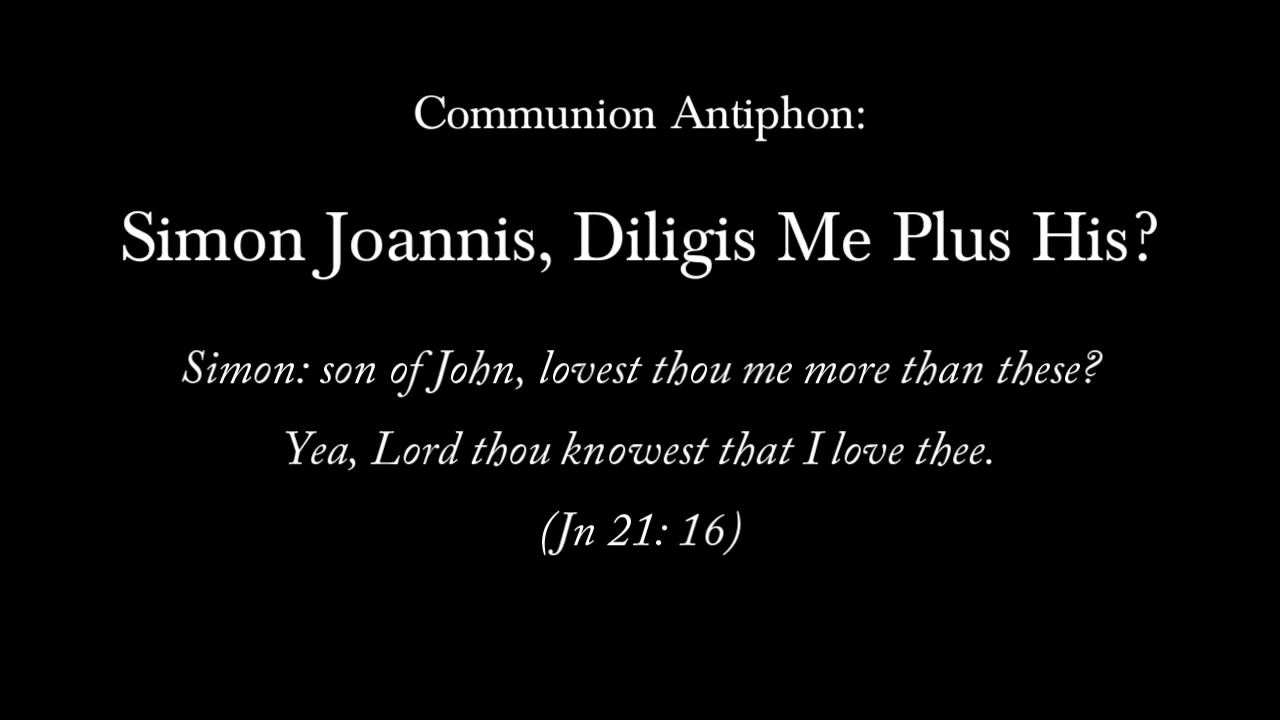 Communion Antiphon:
Simon Joannis, Diligis Me Plus His?
Simon: son of John, lovest thou me more than these?
Yea, Lord thou knowest that I love thee.
(Jn 21: 16)